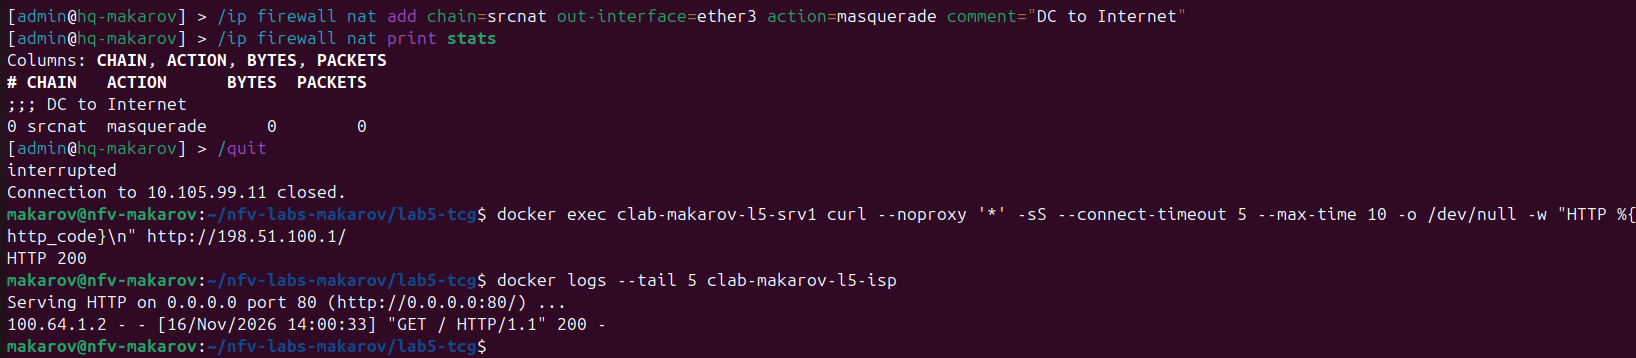 [admin@hq-makarov] > /ip firewall nat add chain=srcnat out-interface=ether3 action=masquerade comment="DC to Internet"
[admin@hq-makarov] > /ip firewall nat print stats
Columns: CHAIN, ACTION, BYTES, PACKETS
# CHAIN   ACTION      BYTES  PACKETS
;;; DC to Internet
0 srcnat  masquerade      0        0
[admin@hq-makarov] > /quit
interrupted
Connection to 10.105.99.11 closed.
makarov@nfv-makarov:~/nfv-labs-makarov/lab5-tcg$ docker exec clab-makarov-l5-srv1 curl --noproxy '*' -sS --connect-timeout 5 --max-time 10 -o /dev/null -w "HTTP %{
http_code}\n" http://198.51.100.1/
HTTP 200
makarov@nfv-makarov:~/nfv-labs-makarov/lab5-tcg$ docker logs --tail 5 clab-makarov-l5-isp
Serving HTTP on 0.0.0.0 port 80 (http://0.0.0.0:80/) ...
100.64.1.2 - - [16/Nov/2026 14:00:33] "GET / HTTP/1.1" 200 -
makarov@nfv-makarov:~/nfv-labs-makarov/lab5-tcg$